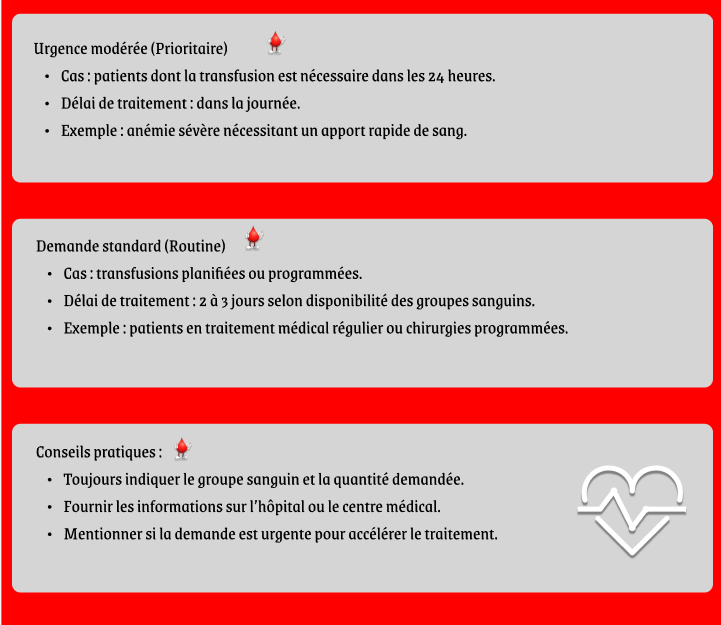 Urgence modérée (Prioritaire)
• Cas : patients dont la transfusion est nécessaire dans les 24 heures.
• Délai de traitement : dans la journée.
• Exemple : anémie sévère nécessitant un apport rapide de sang.
Demande standard (Routine)
• Cas : transfusions planifiées ou programmées.
• Délai de traitement : 2 à 3 jours selon disponibilité des groupes sanguins.
• Exemple : patients en traitement médical régulier ou chirurgies programmées.
Conseils pratiques :
• Toujours indiquer le groupe sanguin et la quantité demandée.
• Fournir les informations sur l'hôpital ou le centre médical.
• Mentionner si la demande est urgente pour accélérer le traitement.